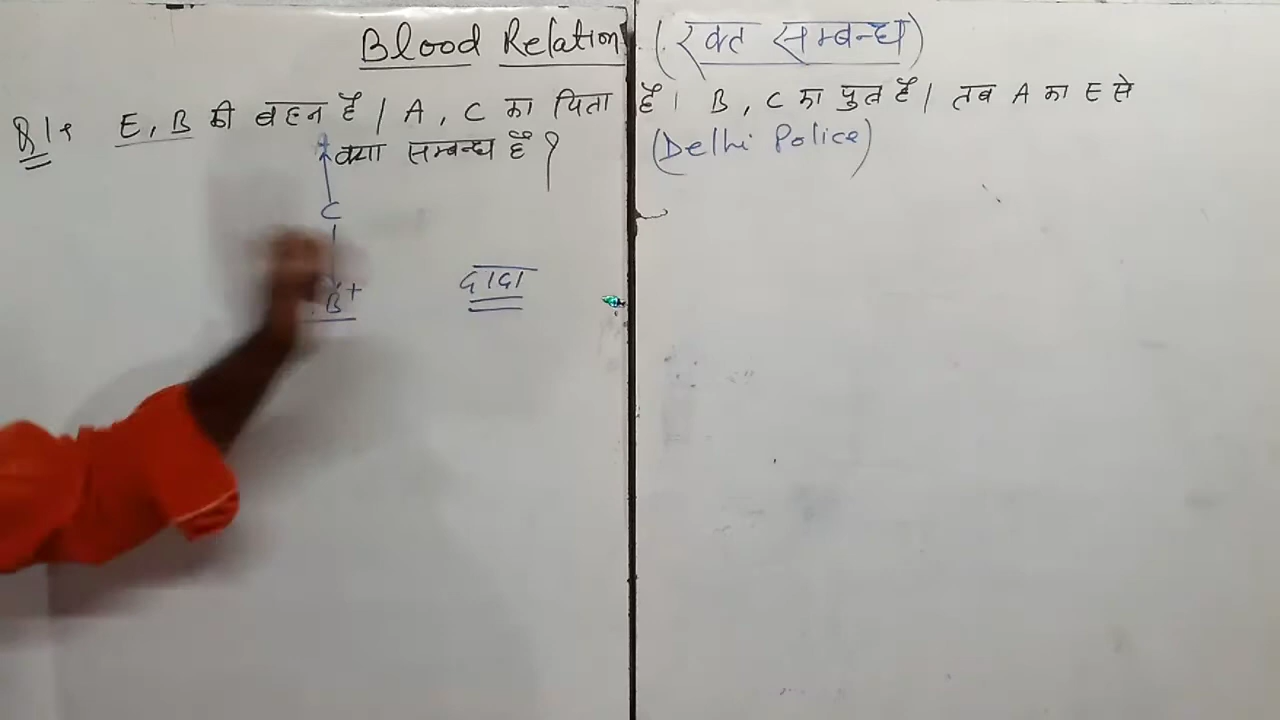 Blood Relation (रक्त सम्बन्ध)
Q1. E, B की बहन है। A, C का पिता है। B, C का पुत्र है। तब A का E से
क्या सम्बन्ध है? (Delhi Police)
C
B+
दादा